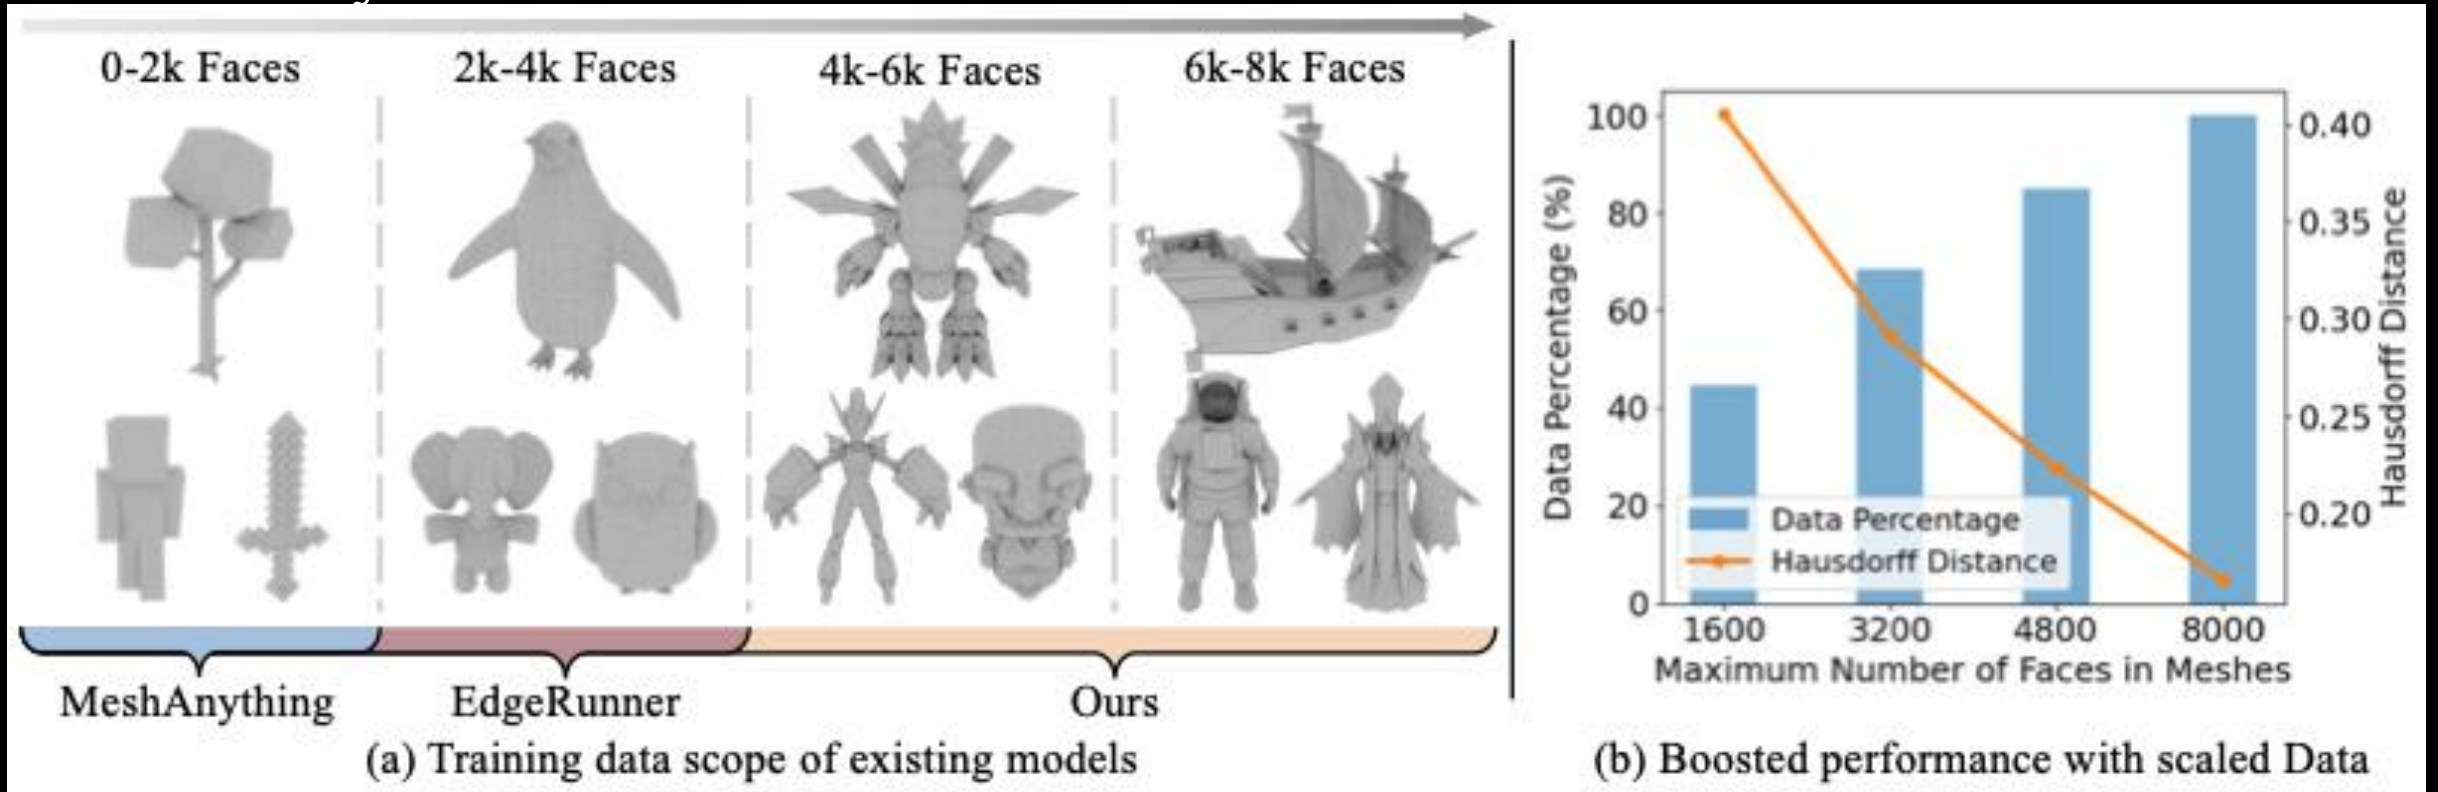 0-2k Faces
2k-4k Faces
4k-6k Faces
6k-8k Faces
MeshAnything
EdgeRunner
Ours
(a) Training data scope of existing models
100
80
60
40
20
0
Data Percentage (%)
0.40
0.35
0.30
0.25
0.20
Hausdorff Distance
Data Percentage
Hausdorff Distance
1600 3200 4800 8000
Maximum Number of Faces in Meshes
(b) Boosted performance with scaled Data